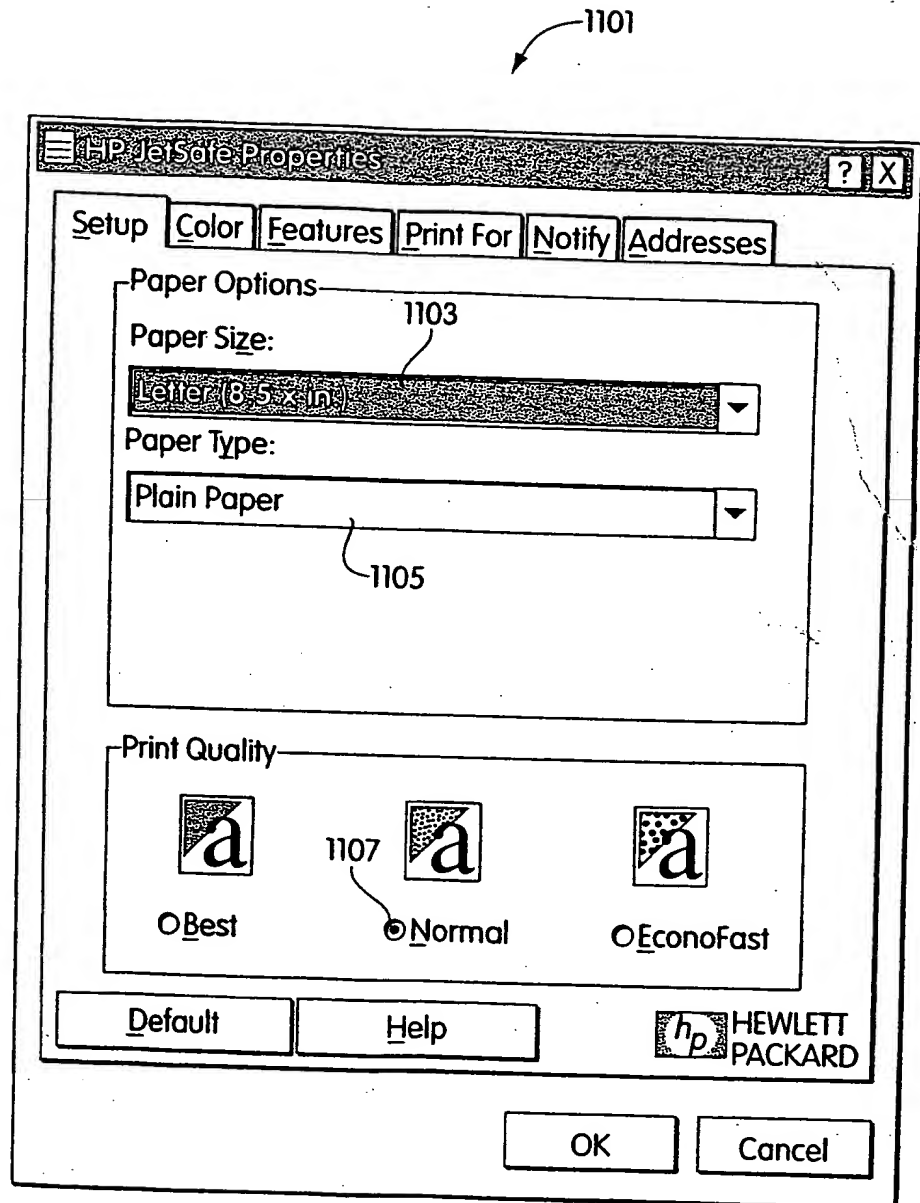 1101
HP JetSafe Properties ? X
Setup Color Features Print For Notify Addresses
Paper Options
1103
Paper Size:
Letter (8.5 x in.)
Paper Type:
Plain Paper
1105
Print Quality
a a a
1107
Best Normal EconoFast
Default Help hp HEWLETT
PACKARD
OK Cancel